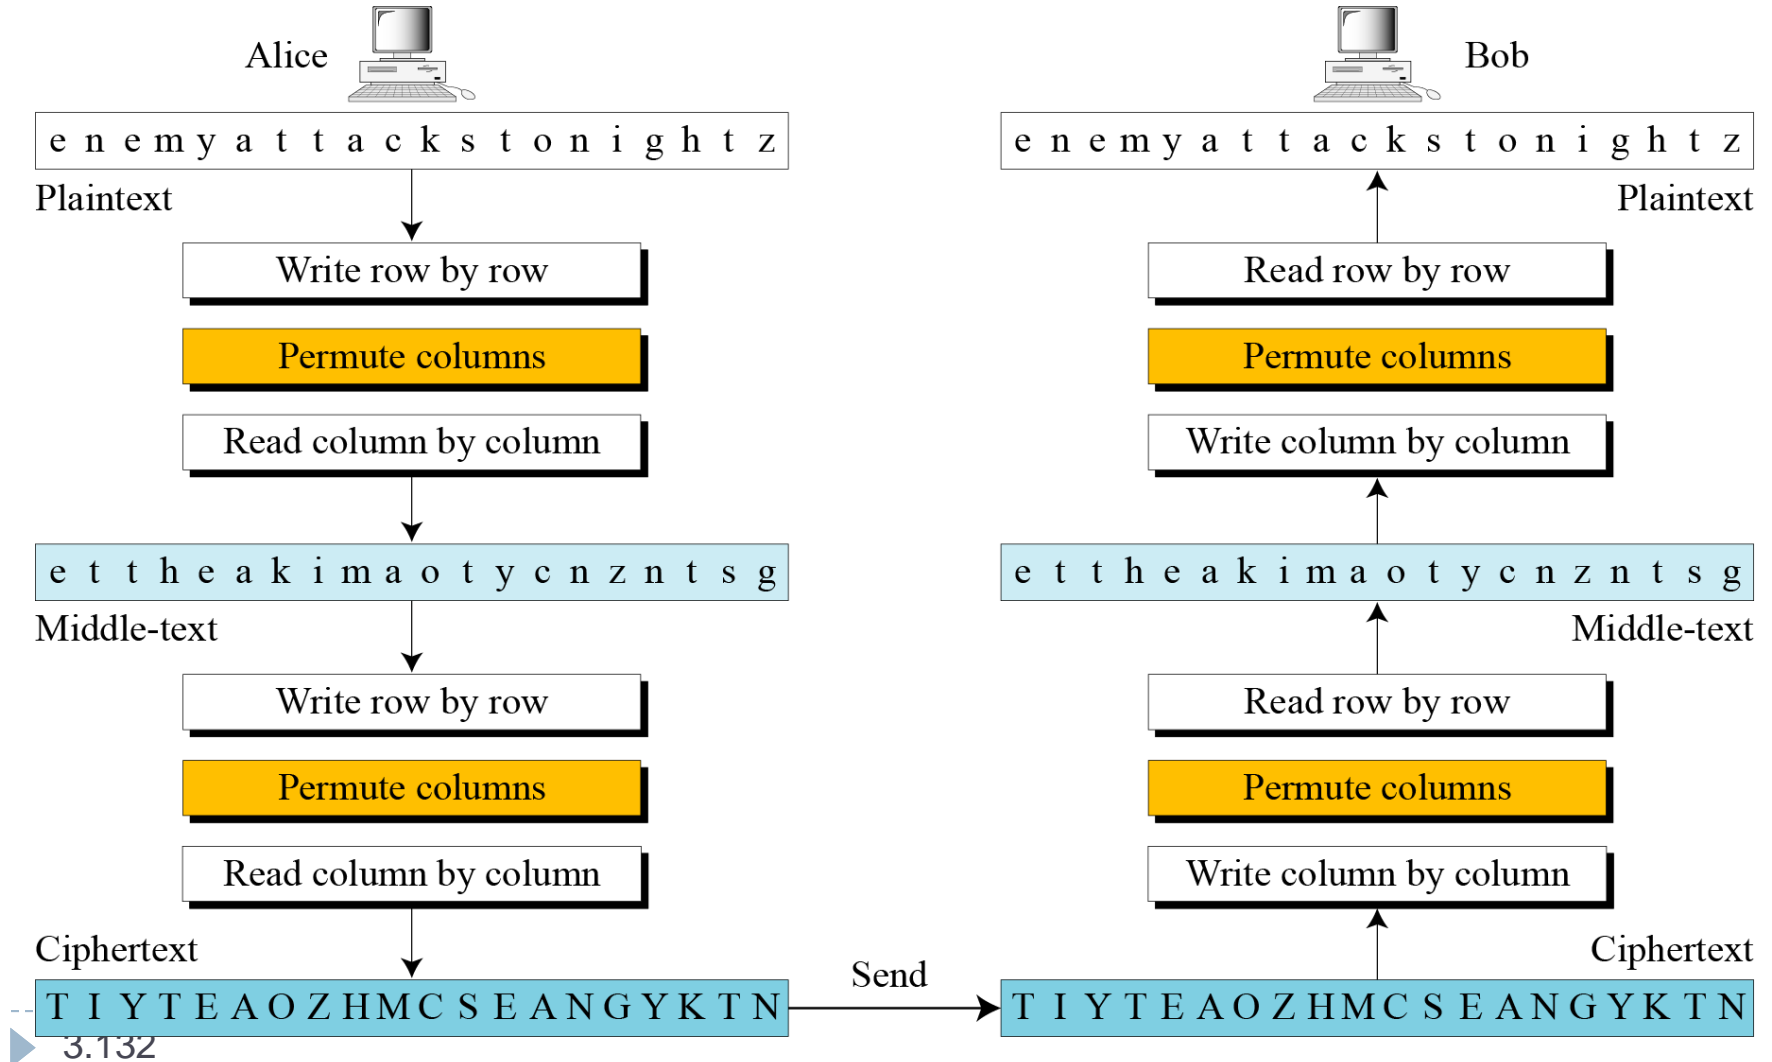 Alice
e n e m y a t t a c k s t o n i g h t z
Plaintext
Write row by row
Permute columns
Read column by column
e t t h e a k i m a o t y c n z n t s g
Middle-text
Write row by row
Permute columns
Read column by column
Ciphertext
T I Y T E A O Z H M C S E A N G Y K T N
Send
Bob
e n e m y a t t a c k s t o n i g h t z
Plaintext
Read row by row
Permute columns
Write column by column
e t t h e a k i m a o t y c n z n t s g
Middle-text
Read row by row
Permute columns
Write column by column
Ciphertext
T I Y T E A O Z H M C S E A N G Y K T N
3.132